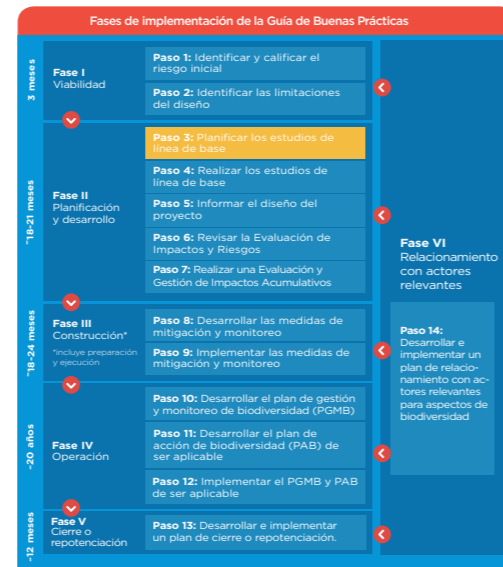 Fases de implementación de la Guía de Buenas Prácticas
3 meses
Fase I
Viabilidad
Paso 1: Identificar y calificar el
riesgo inicial
Paso 2: Identificar las limitaciones
del diseño
~18-21 meses
Fase II
Planificación
y desarrollo
Paso 3: Planificar los estudios de
línea de base
Paso 4: Realizar los estudios de
línea de base
Paso 5: Informar el diseño del
proyecto
Paso 6: Revisar la Evaluación de
Impactos y Riesgos
Paso 7: Realizar una Evaluación y
Gestión de Impactos Acumulativos
~18-24 meses
Fase III
Construcción*
*incluye preparación
y ejecución
Paso 8: Desarrollar las medidas de
mitigación y monitoreo
Paso 9: Implementar las medidas de
mitigación y monitoreo
~20 años
Fase IV
Operación
Paso 10: Desarrollar el plan de gestión
y monitoreo de biodiversidad (PGMB)
Paso 11: Desarrollar el plan de
acción de biodiversidad (PAB) de
ser aplicable
Paso 12: Implementar el PGMB y PAB
de ser aplicable
~12 meses
Fase V
Cierre o
repotenciación
Paso 13: Desarrollar e implementar
un plan de cierre o repotenciación.
Fase VI
Relacionamiento
con actores
relevantes
Paso 14:
Desarrollar e
implementar un
plan de relacio-
namiento con ac-
tores relevantes
para aspectos de
biodiversidad